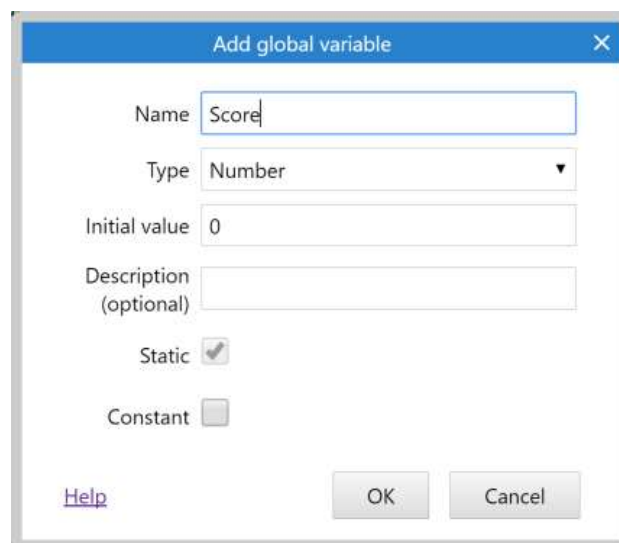 Add global variable
Name Score
Type Number
Initial value 0
Description
(optional)
Static
Constant
Help OK Cancel